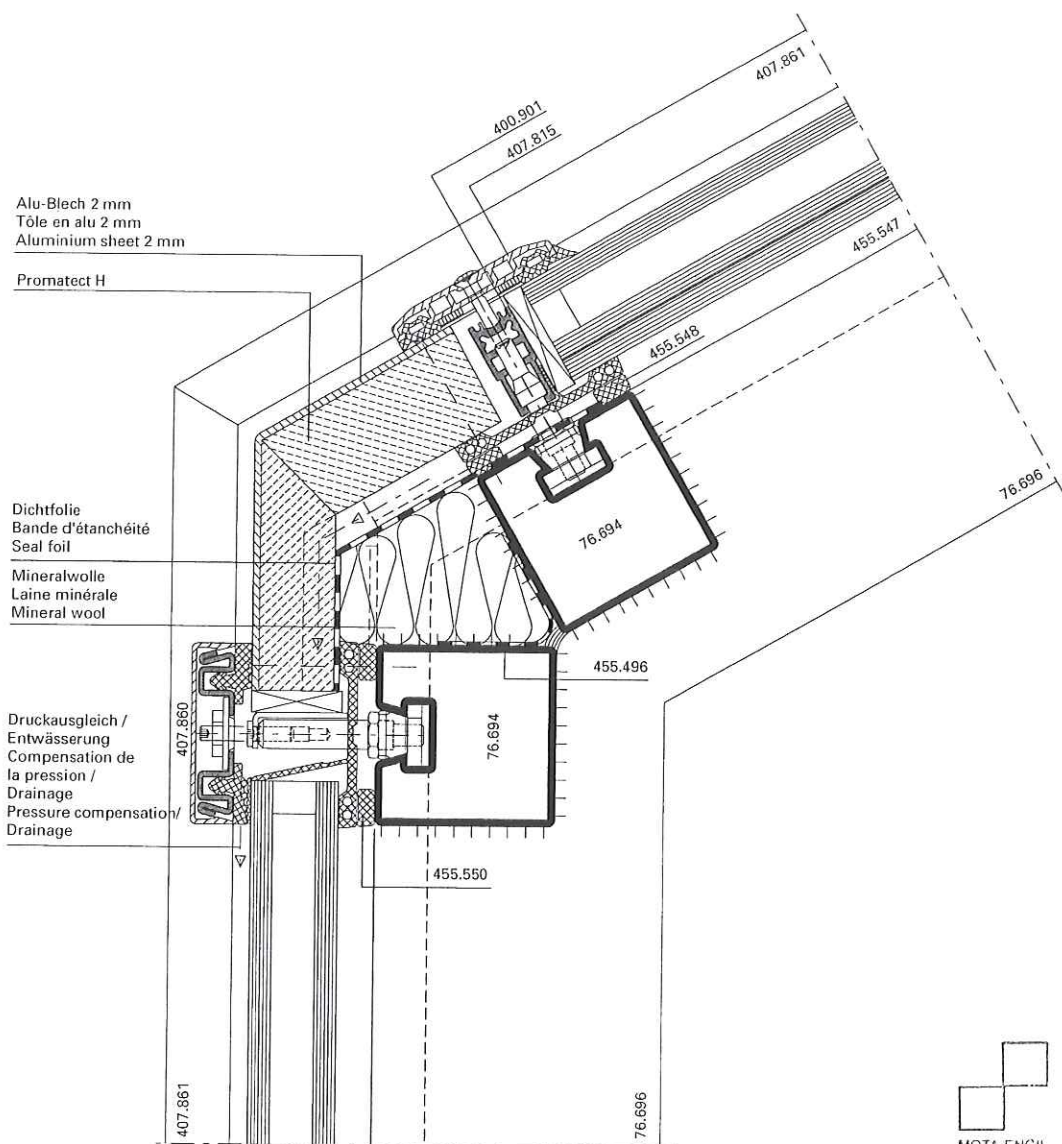 407.861
400.901
407.815
Alu-Blech 2 mm
Tôle en alu 2 mm
Aluminium sheet 2 mm
455.547
Promatect H
455.548
76.696
Dichtfolie
Bande d'étanchéité
Seal foil
76.694
Mineralwolle
Laine minérale
Mineral wool
455.496
407.860
76.694
Druckausgleich /
Entwässerung
Compensation de
la pression /
Drainage
Pressure compensation/
Drainage
455.550
407.861
76.696
MOTA-ENGIL